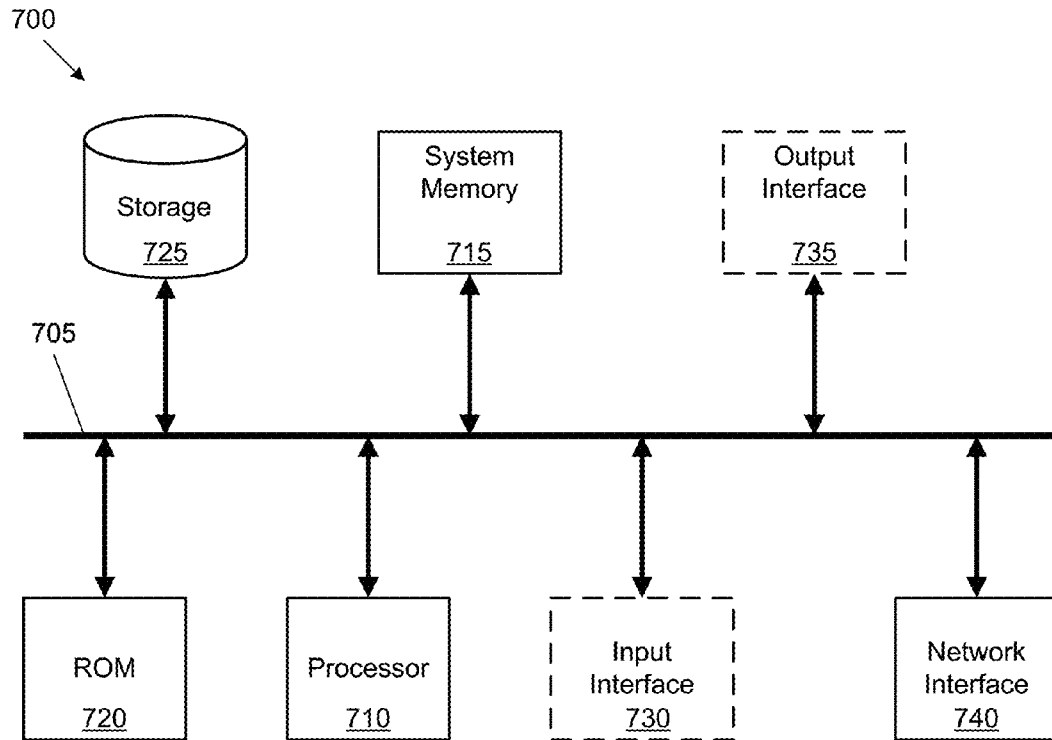 700
Storage
725
System
Memory
715
Output
Interface
735
705
ROM
720
Processor
710
Input
Interface
730
Network
Interface
740